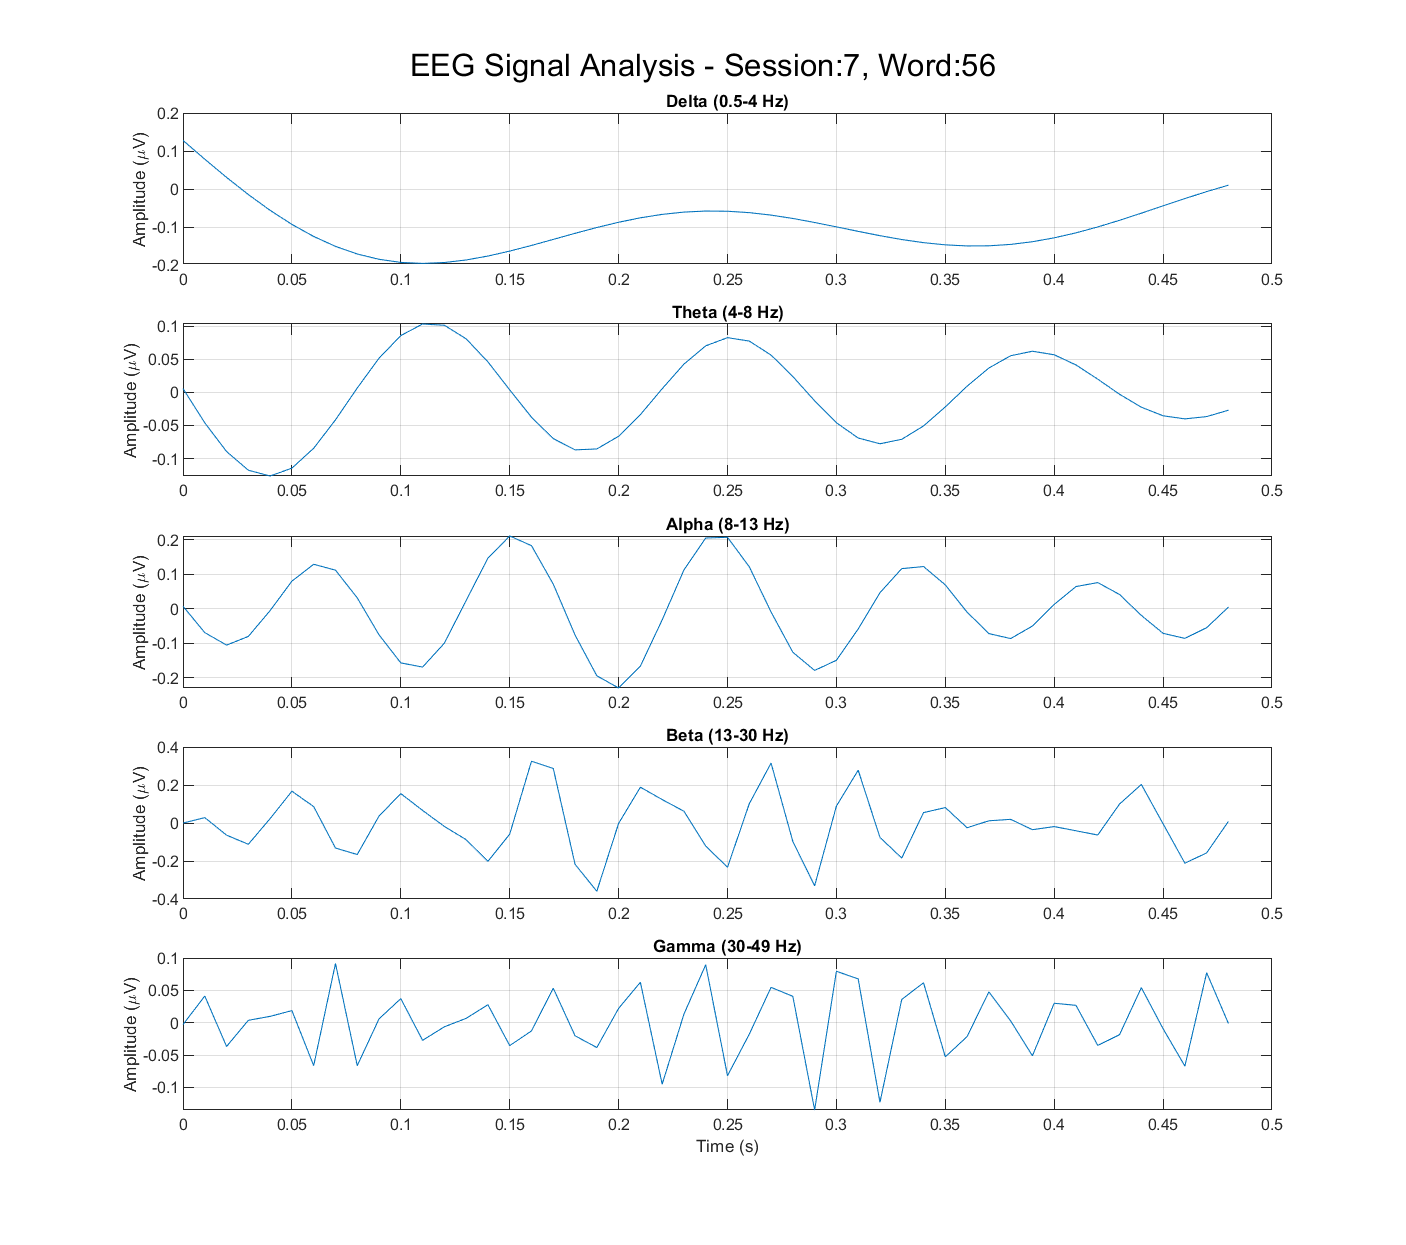 EEG Signal Analysis - Session:7, Word:56
Delta (0.5-4 Hz)
Amplitude (μV)
0.2
0.1
0
-0.1
-0.2
0 0.05 0.1 0.15 0.2 0.25 0.3 0.35 0.4 0.45 0.5
Theta (4-8 Hz)
Amplitude (μV)
0.1
0.05
0
-0.05
-0.1
0 0.05 0.1 0.15 0.2 0.25 0.3 0.35 0.4 0.45 0.5
Alpha (8-13 Hz)
Amplitude (μV)
0.2
0.1
0
-0.1
-0.2
0 0.05 0.1 0.15 0.2 0.25 0.3 0.35 0.4 0.45 0.5
Beta (13-30 Hz)
Amplitude (μV)
0.4
0.2
0
-0.2
-0.4
0 0.05 0.1 0.15 0.2 0.25 0.3 0.35 0.4 0.45 0.5
Gamma (30-49 Hz)
Amplitude (μV)
0.1
0.05
0
-0.05
-0.1
0 0.05 0.1 0.15 0.2 0.25 0.3 0.35 0.4 0.45 0.5
Time (s)